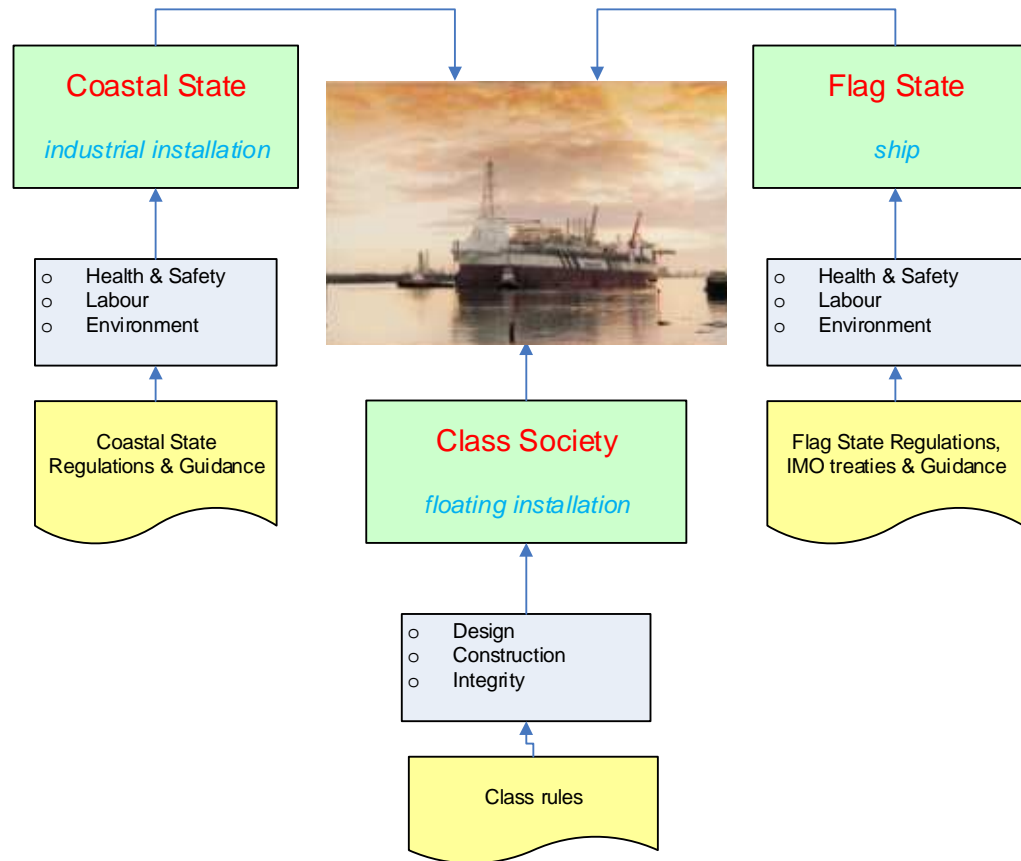 Coastal State
industrial installation
o Health & Safety
o Labour
o Environment
Coastal State
Regulations & Guidance
Flag State
ship
o Health & Safety
o Labour
o Environment
Flag State Regulations,
IMO treaties & Guidance
Class Society
floating installation
o Design
o Construction
o Integrity
Class rules